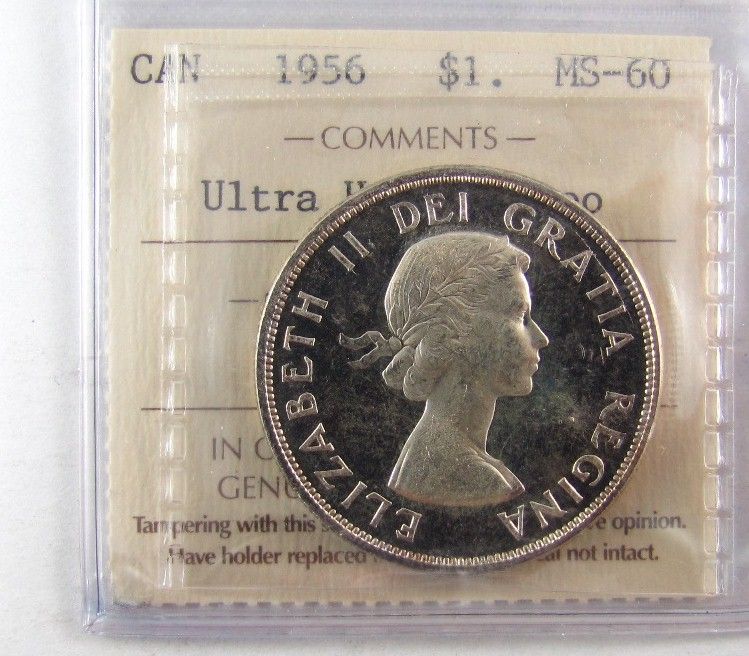 CAN 1956 $1. MS-60
— COMMENTS —
Ultra
ELIZABETH II DEI GRATIA REGINA
IN
Tampering with this opinion.
Have holder replaced not intact.